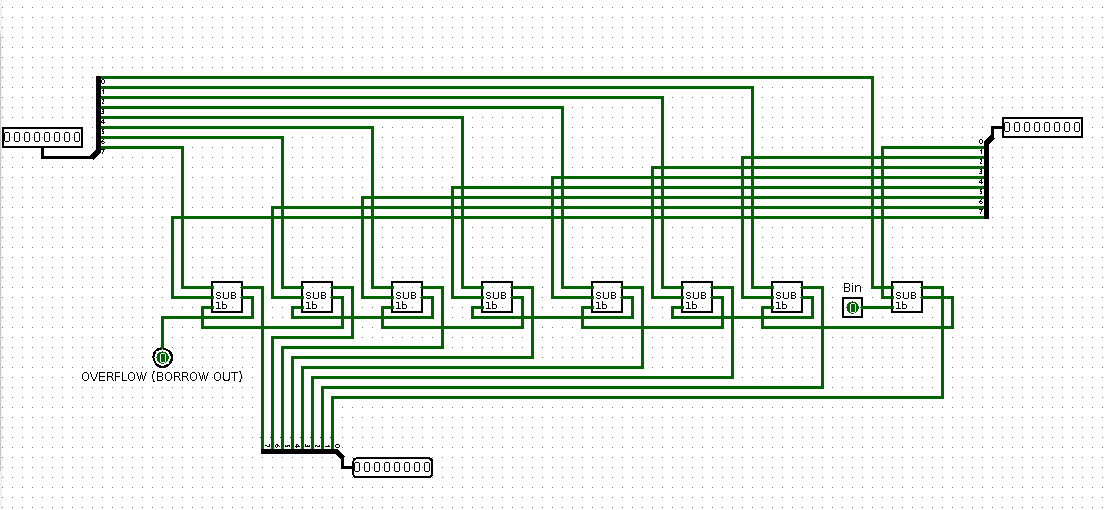 0
1
2
3
4
5
6
7
00000000
00000000
0
1
2
3
4
5
6
7
Bin
SUB
1b
SUB
1b
SUB
1b
SUB
1b
SUB
1b
SUB
1b
SUB
1b
0
SUB
1b
0
OVERFLOW (BORROW OUT)
7 6 5 4 3 2 1 0
00000000